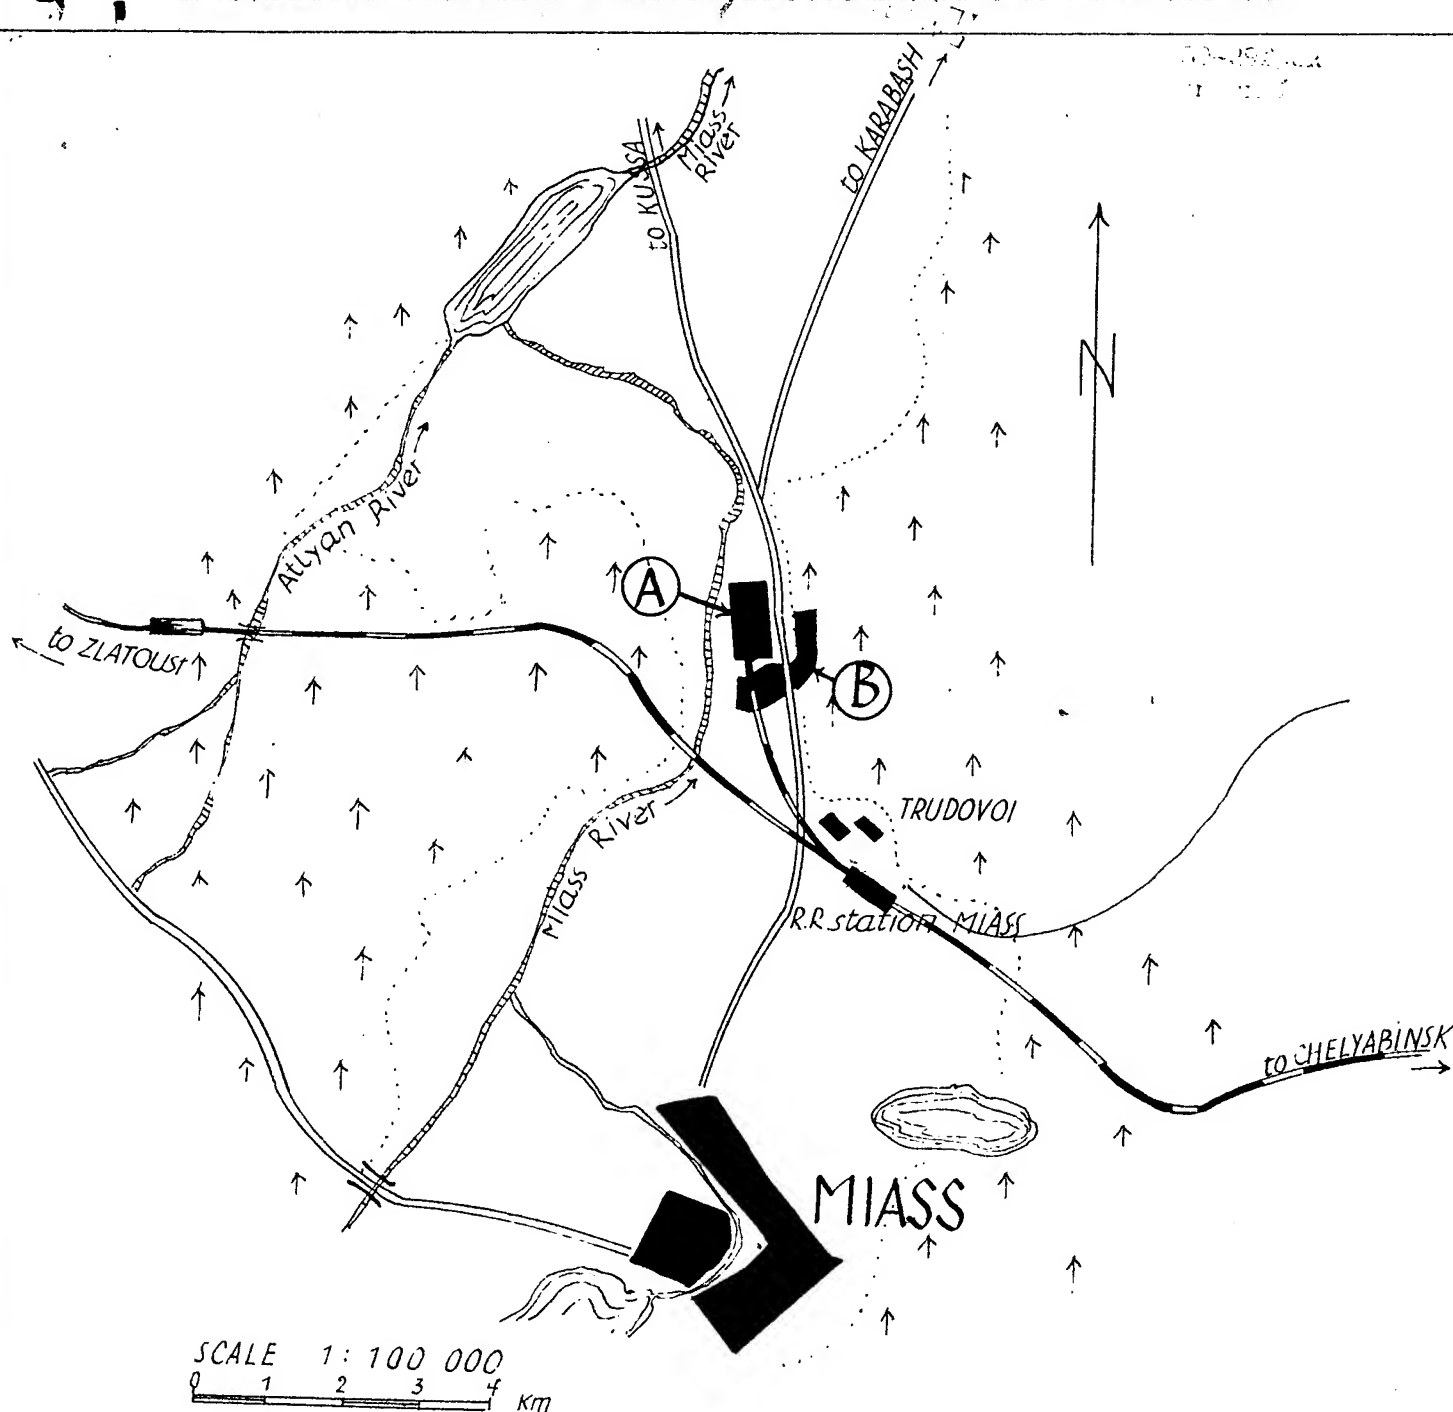 to KARABASH
Miass
River
to KUSSA
N
Atlyan River
A
to ZLATOUST
B
TRUDOVOI
Miass River
R.R.station MIASS
to CHELYABINSK
MIASS
SCALE 1:100 000
0 1 2 3 4 Km